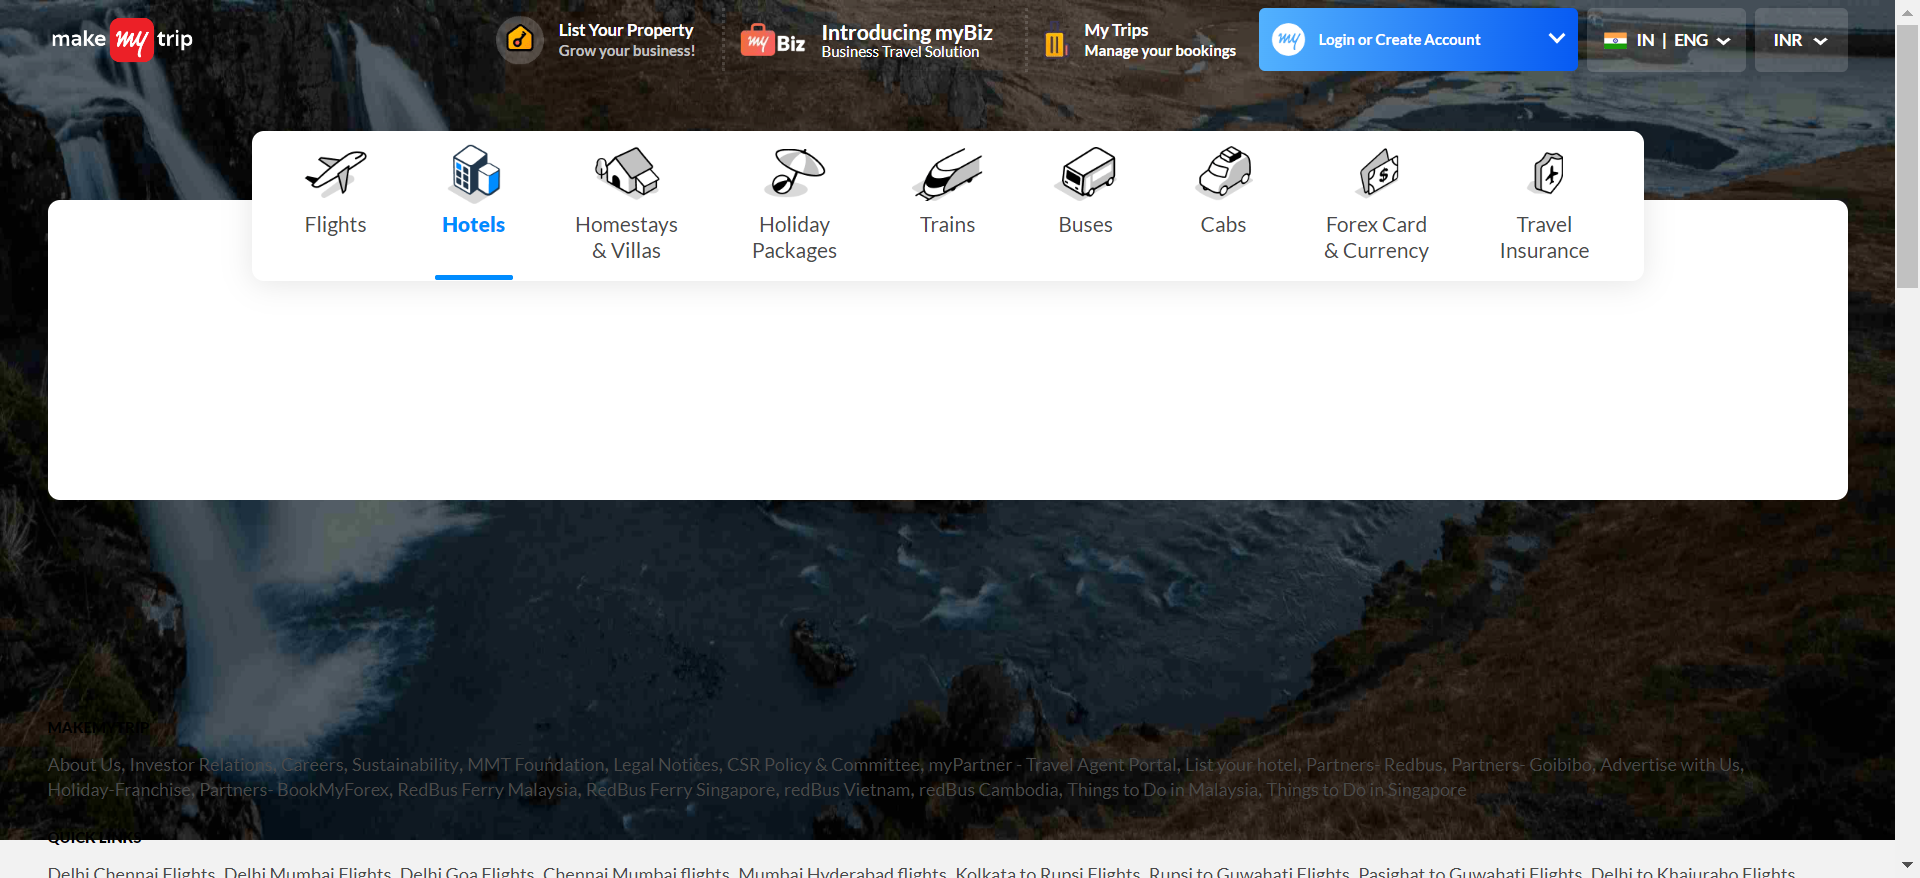 make my trip
List Your Property
Grow your business!
my Biz
Introducing myBiz
Business Travel Solution
My Trips
Manage your bookings
my
Login or Create Account
IN | ENG
INR
Flights
Hotels
Homestays
& Villas
Holiday
Packages
Trains
Buses
Cabs
Forex Card
& Currency
Travel
Insurance
MAKEMYTRIP
About Us, Investor Relations, Careers, Sustainability, MMT Foundation, Legal Notices, CSR Policy & Committee, myPartner - Travel Agent Portal, List your hotel, Partners- Redbus, Partners- Goibibo, Advertise with Us,
Holiday-Franchise, Partners- BookMyForex, RedBus Ferry Malaysia, RedBus Ferry Singapore, redBus Vietnam, redBus Cambodia, Things to Do in Malaysia, Things to Do in Singapore
QUICK LINKS
Delhi Chennai Flights, Delhi Mumbai Flights, Delhi Goa Flights, Chennai Mumbai flights, Mumbai Hyderabad flights, Kolkata to Rupsi Flights, Rupsi to Guwahati Flights, Pasighat to Guwahati Flights, Delhi to Khajuraho Flights,